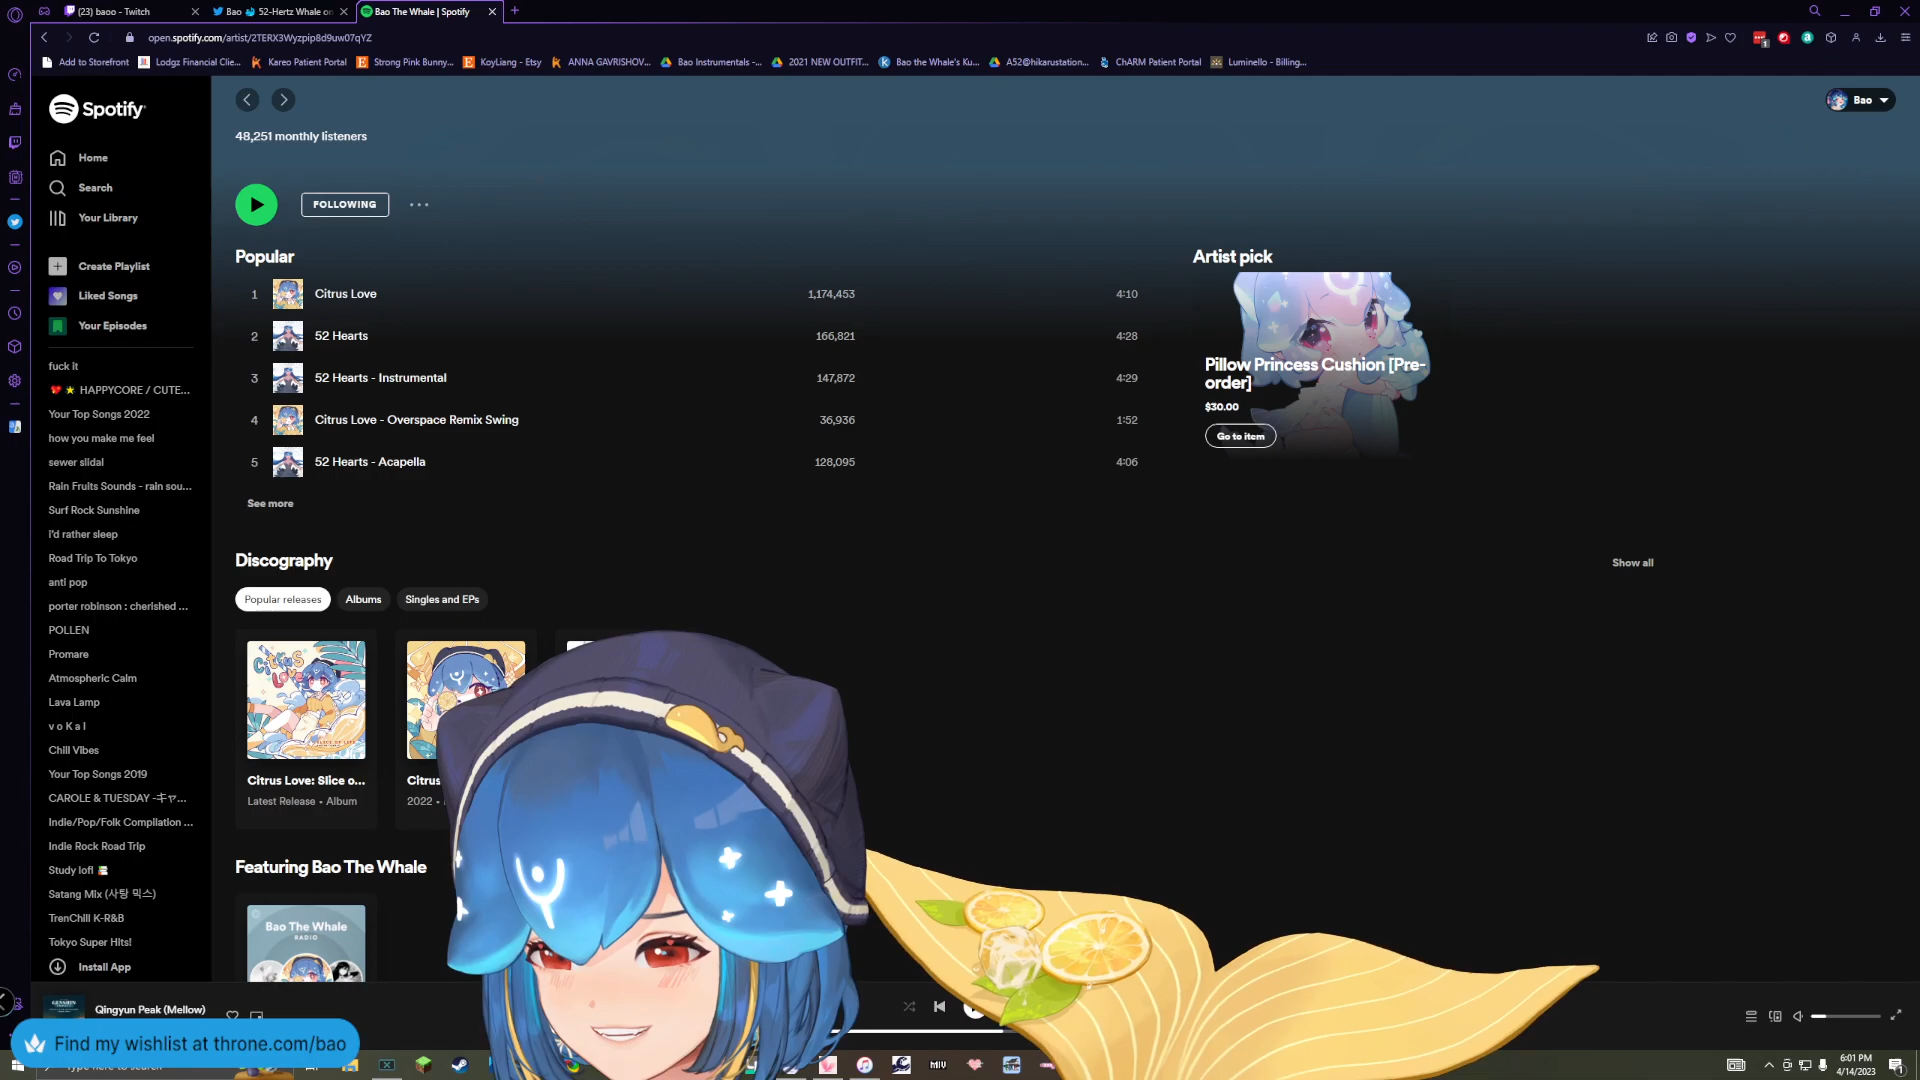 (23) baoo - Twitch
Bao 🐳 52-Hertz Whale on
Bao The Whale | Spotify
open.spotify.com/artist/2TERX3Wyzpip8d9uw07qYZ
Add to Storefront
Lodgz Financial Clie...
Kareo Patient Portal
Strong Pink Bunny...
KoyLiang - Etsy
ANNA GAVRISHOV...
Bao Instrumentals -...
2021 NEW OUTFIT...
Bao the Whale's Ku...
A52@hikarustation...
ChARM Patient Portal
Luminello - Billing...
Spotify
Bao
48,251 monthly listeners
Home
Search
Your Library
Create Playlist
Liked Songs
Your Episodes
fuck it
💖 ⭐ HAPPYCORE / CUTE...
Your Top Songs 2022
how you make me feel
sewer slidal
Rain Fruits Sounds - rain sou...
Surf Rock Sunshine
I'd rather sleep
Road Trip To Tokyo
anti pop
porter robinson : cherished ...
POLLEN
Promare
Atmospheric Calm
Lava Lamp
v o K a l
Chill Vibes
Your Top Songs 2019
CAROLE & TUESDAY -キャ...
Indie/Pop/Folk Compilation ...
Indie Rock Road Trip
Study lofi 📚
Satang Mix (사탕 믹스)
TrenChill K-R&B
Tokyo Super Hits!
Install App
FOLLOWING
Popular
1 Citrus Love 1,174,453 4:10
2 52 Hearts 166,821 4:28
3 52 Hearts - Instrumental 147,872 4:29
4 Citrus Love - Overspace Remix Swing 36,936 1:52
5 52 Hearts - Acapella 128,095 4:06
See more
Artist pick
Pillow Princess Cushion [Pre-
order]
$30.00
Go to item
Discography
Show all
Popular releases
Albums
Singles and EPs
Citrus Love
Citrus Love: Slice o...
Latest Release • Album
Citrus
2022 •
Featuring Bao The Whale
Bao The Whale
RADIO
GENSHIN
Qingyun Peak (Mellow)
Find my wishlist at throne.com/bao
MIV
6:01 PM
4/14/2023